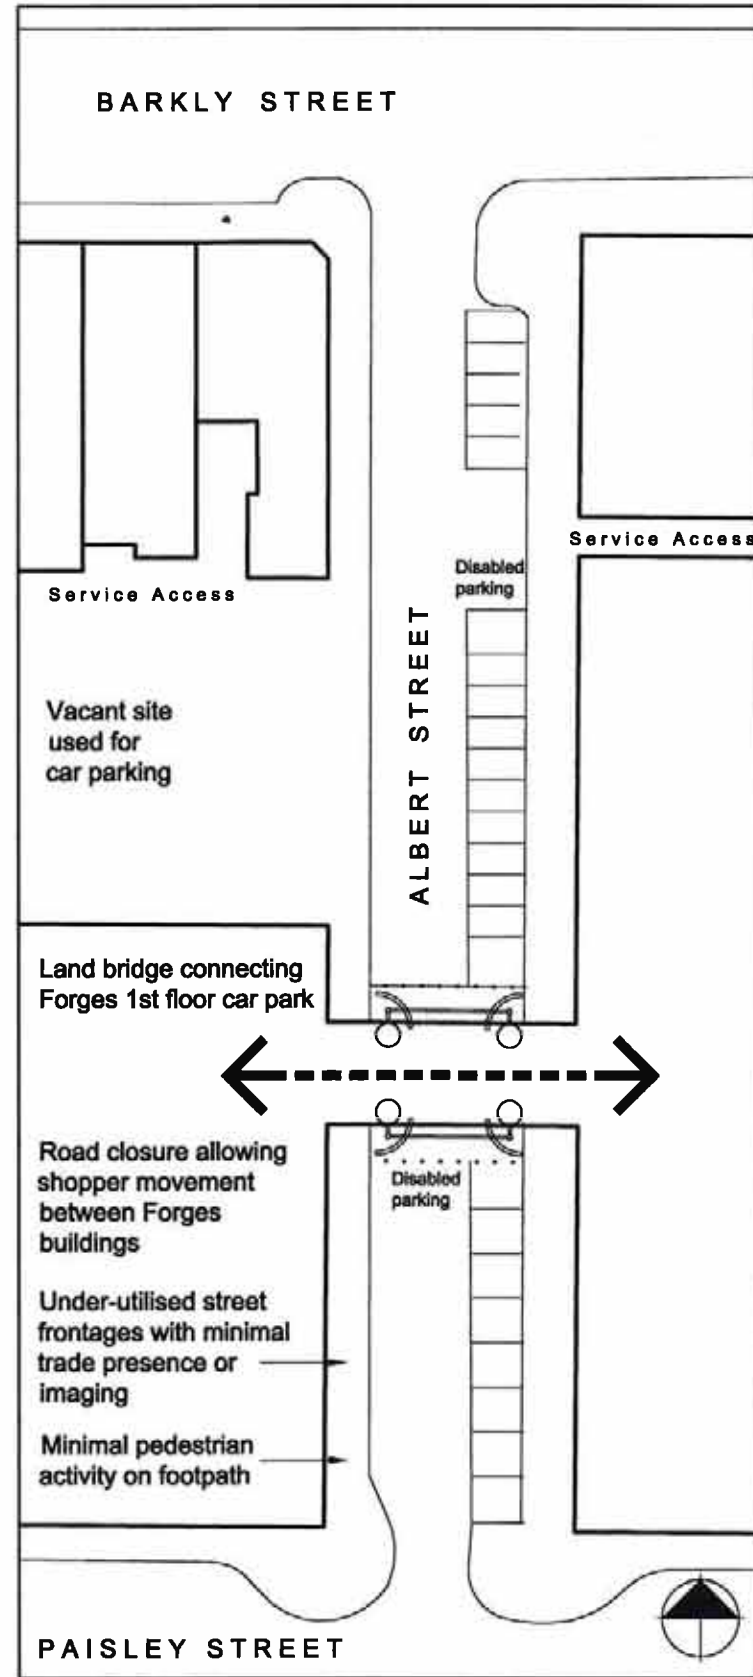 BARKLY STREET
Service Access
Disabled
parking
Service Access
ALBERT STREET
Vacant site
used for
car parking
Land bridge connecting
Forges 1st floor car park
Road closure allowing
shopper movement
between Forges
buildings
Disabled
parking
Under-utilised street
frontages with minimal
trade presence or
imaging
Minimal pedestrian
activity on footpath
PAISLEY STREET